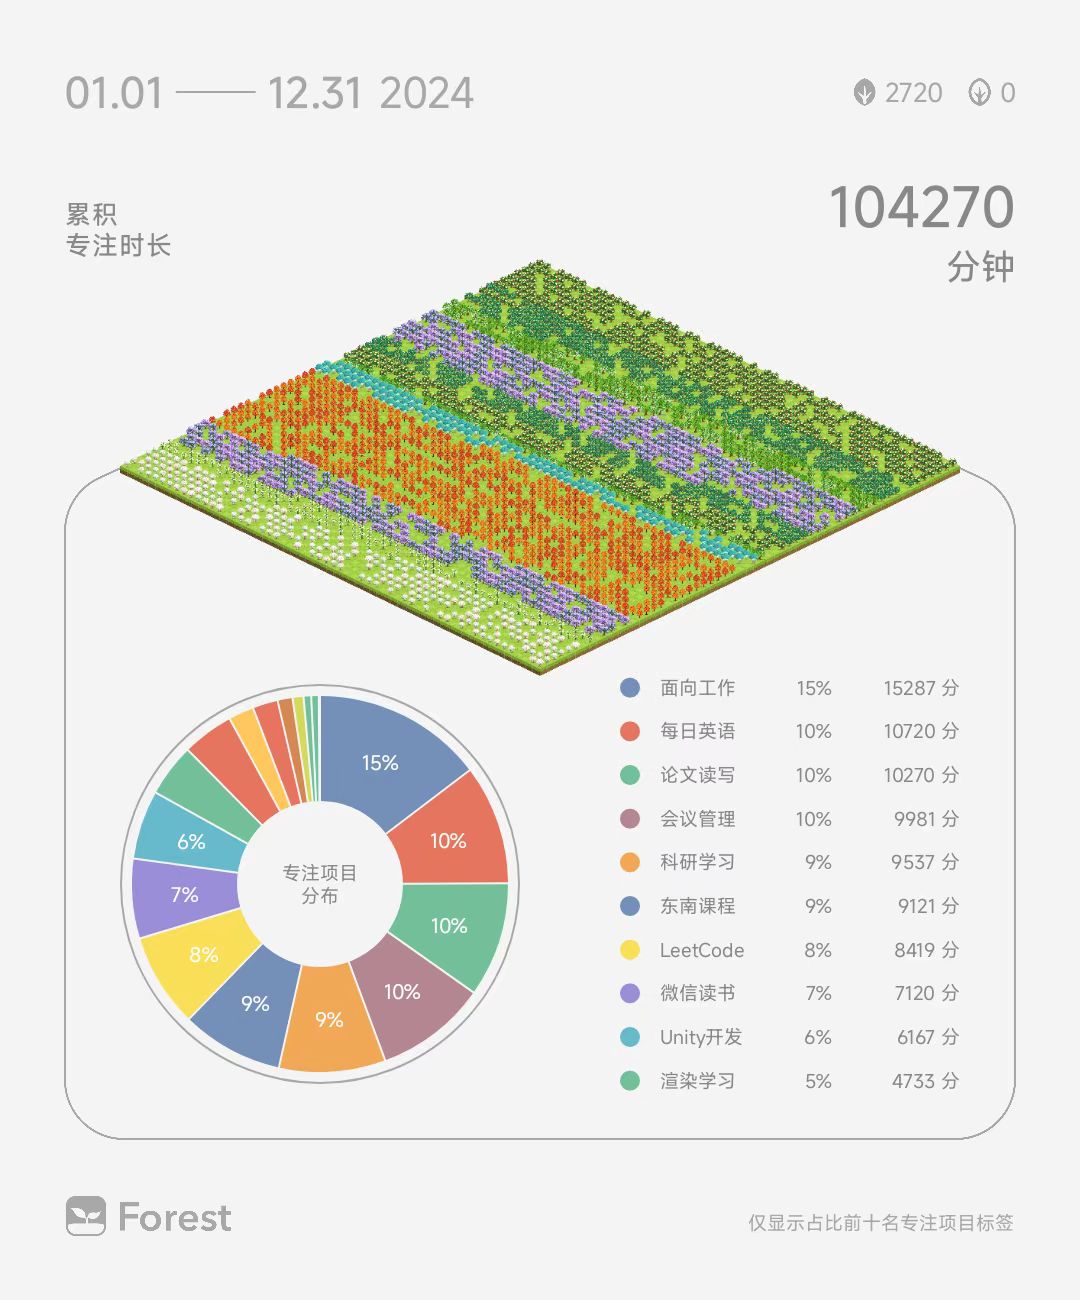 01.01 —— 12.31 2024
2720 0
累积
专注时长
104270
分钟
15%
10%
10%
10%
9%
9%
8%
7%
6%
专注项目
分布
面向工作 15% 15287 分
每日英语 10% 10720 分
论文读写 10% 10270 分
会议管理 10% 9981 分
科研学习 9% 9537 分
东南课程 9% 9121 分
LeetCode 8% 8419 分
微信读书 7% 7120 分
Unity开发 6% 6167 分
渲染学习 5% 4733 分
Forest
仅显示占比前十名专注项目标签